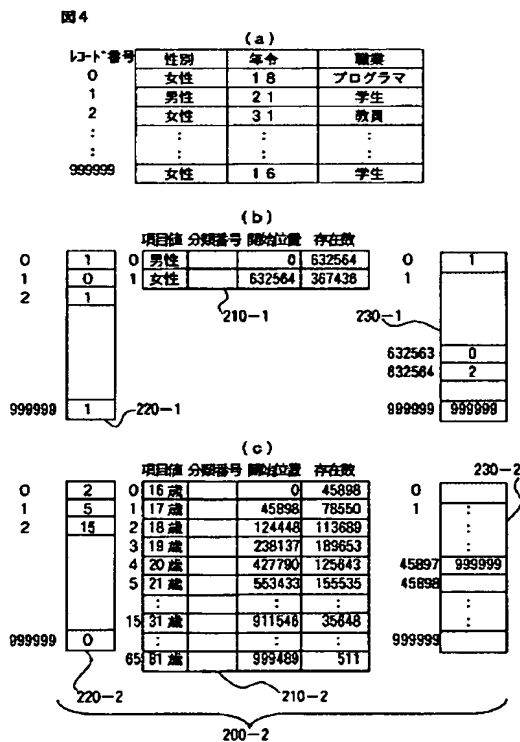 図4
(a)
レコード番号 性別 年令 職業
0 女性 18 プログラマ
1 男性 21 学生
2 女性 31 教員
: : : :
: : : :
999999 女性 16 学生
(b)
項目値 分類番号 開始位置 存在数
0 1 0 男性 0 632564 0 1
1 0 1 女性 632564 367436 1
2 1
210-1
230-1
632563 0
632564 2
999999 1 999999 999999
220-1
(c)
項目値 分類番号 開始位置 存在数 230-2
0 2 0 16歳 0 45898 0
1 5 1 17歳 45898 78550 1 :
2 15 2 18歳 124448 113689 :
3 19歳 238137 189653
4 20歳 427790 125643 45897 999999
5 21歳 553433 155535 45898
: : : :
15 31歳 911546 35648 :
: : : :
999999 0 65 81歳 999489 511 999999
220-2 210-2
200-2